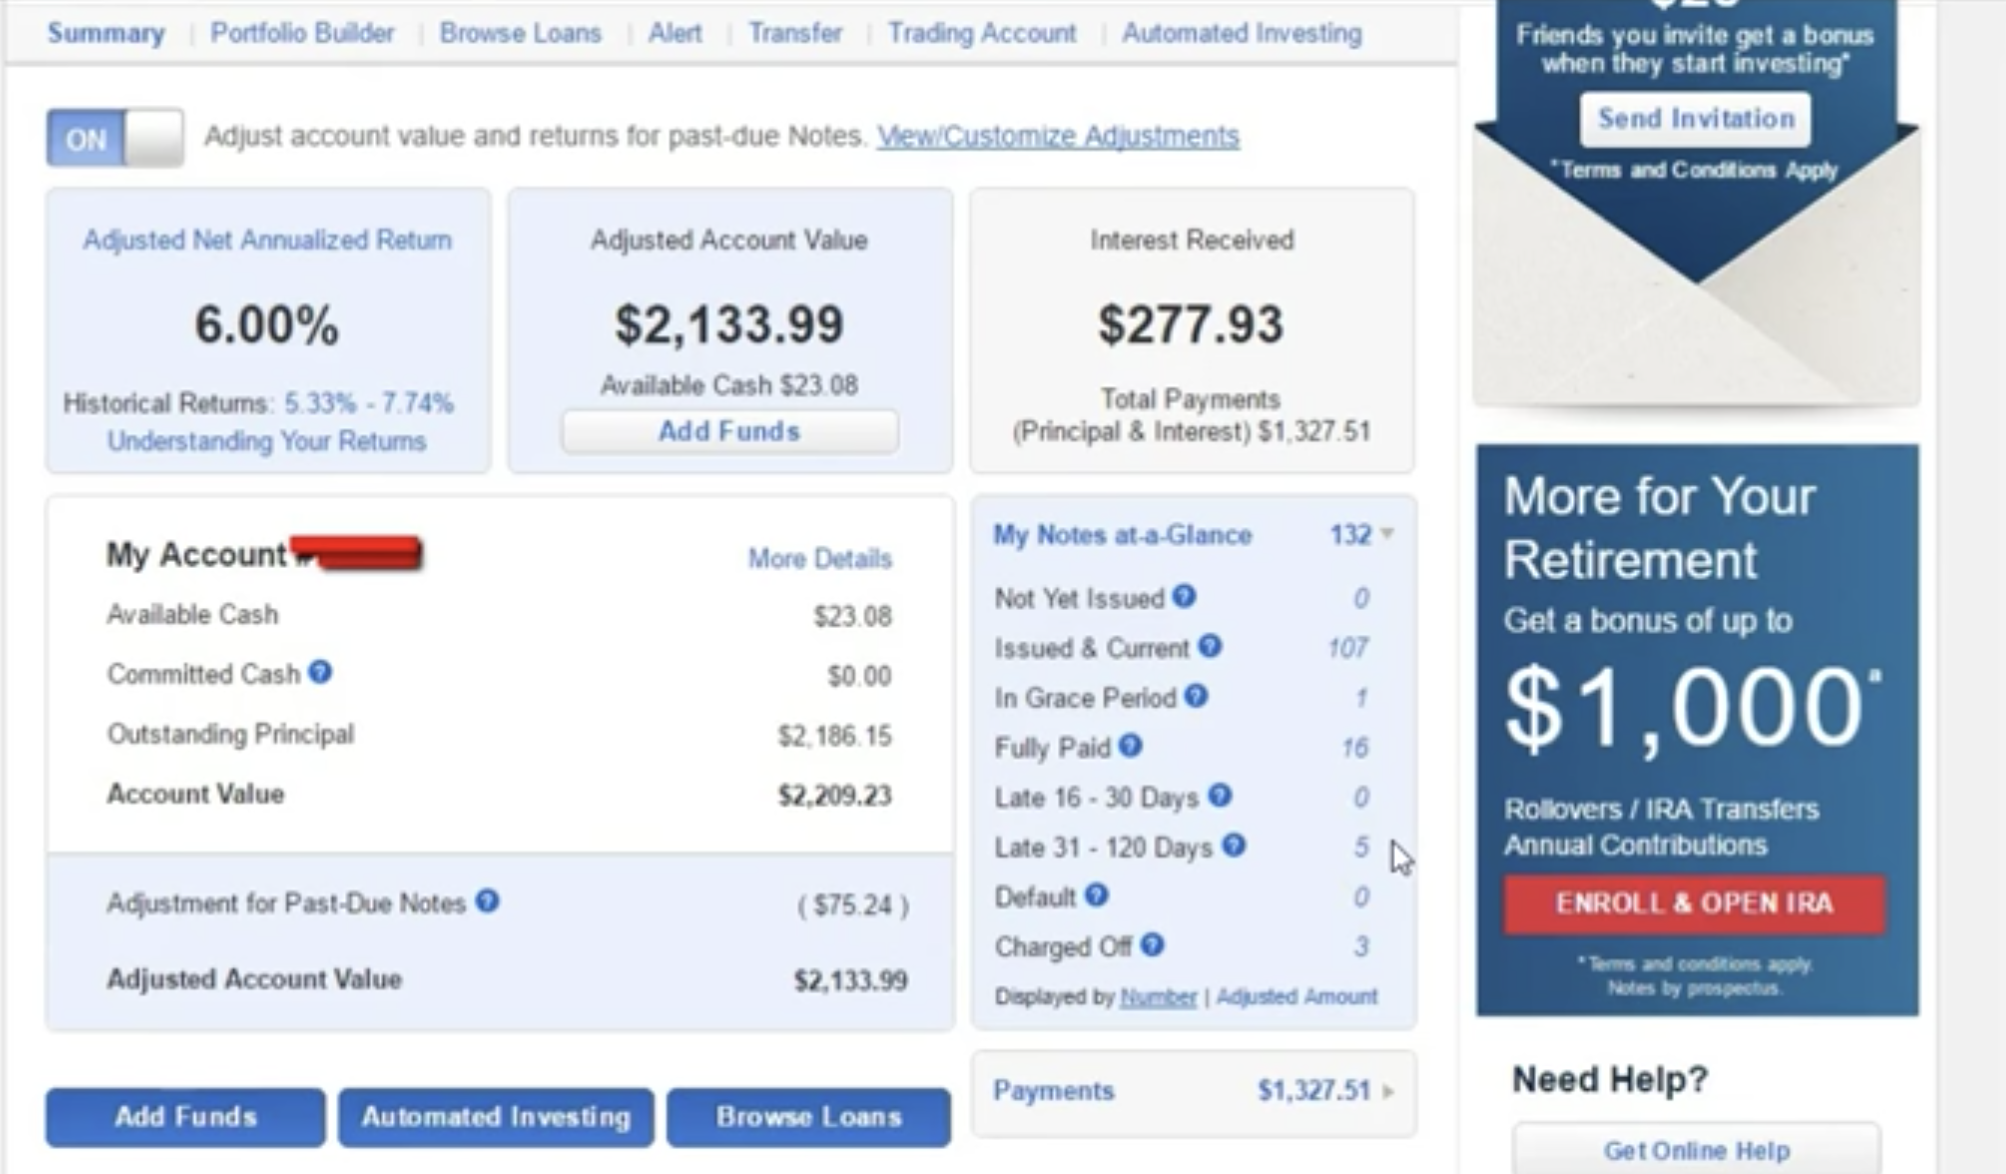 Summary | Portfolio Builder | Browse Loans | Alert | Transfer | Trading Account | Automated Investing
ON Adjust account value and returns for past-due Notes. View/Customize Adjustments
Adjusted Net Annualized Return
6.00%
Historical Returns: 5.33% - 7.74%
Understanding Your Returns
Adjusted Account Value
$2,133.99
Available Cash $23.08
Add Funds
Interest Received
$277.93
Total Payments
(Principal & Interest) $1,327.51
My Account
More Details
Available Cash $23.08
Committed Cash ? $0.00
Outstanding Principal $2,186.15
Account Value $2,209.23
Adjustment for Past-Due Notes ? ( $75.24 )
Adjusted Account Value $2,133.99
My Notes at-a-Glance 132
Not Yet Issued ? 0
Issued & Current ? 107
In Grace Period ? 1
Fully Paid ? 16
Late 16 - 30 Days ? 0
Late 31 - 120 Days ? 5
Default ? 0
Charged Off ? 3
Displayed by Number | Adjusted Amount
Payments $1,327.51
Add Funds
Automated Investing
Browse Loans
Friends you invite get a bonus
when they start investing*
Send Invitation
*Terms and Conditions Apply
More for Your
Retirement
Get a bonus of up to
$1,000*
Rollovers / IRA Transfers
Annual Contributions
ENROLL & OPEN IRA
*Terms and conditions apply.
Notes by prospectus.
Need Help?
Get Online Help